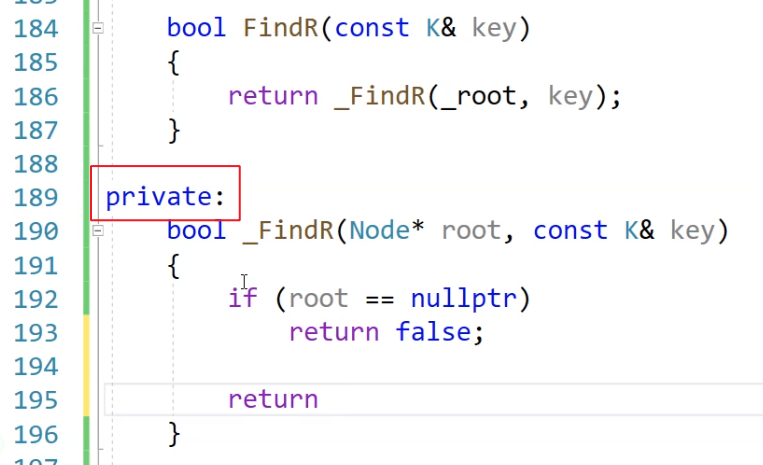 184 bool FindR(const K& key)
185 {
186 return _FindR(_root, key);
187 }
188
189 private:
190 bool _FindR(Node* root, const K& key)
191 {
192 if (root == nullptr)
193 return false;
194
195 return
196 }